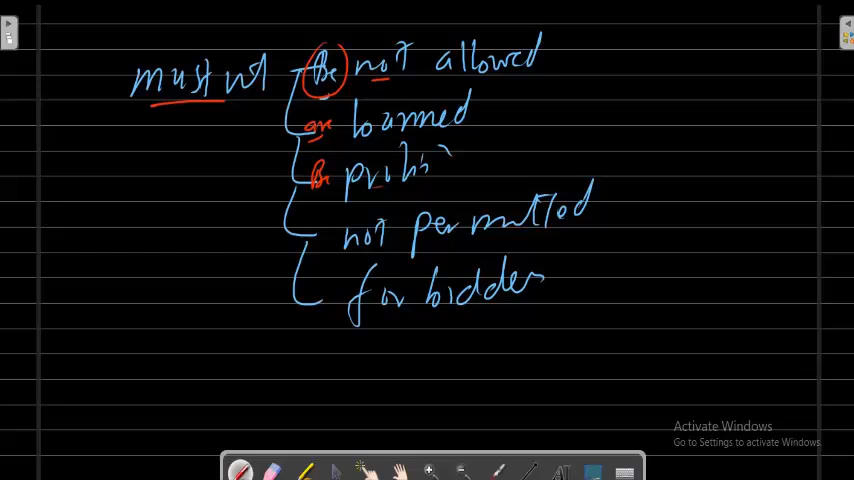 must not Be not allowed
are banned
Be prohi
not permitted
forbidden
Activate Windows
Go to Settings to activate Windows.